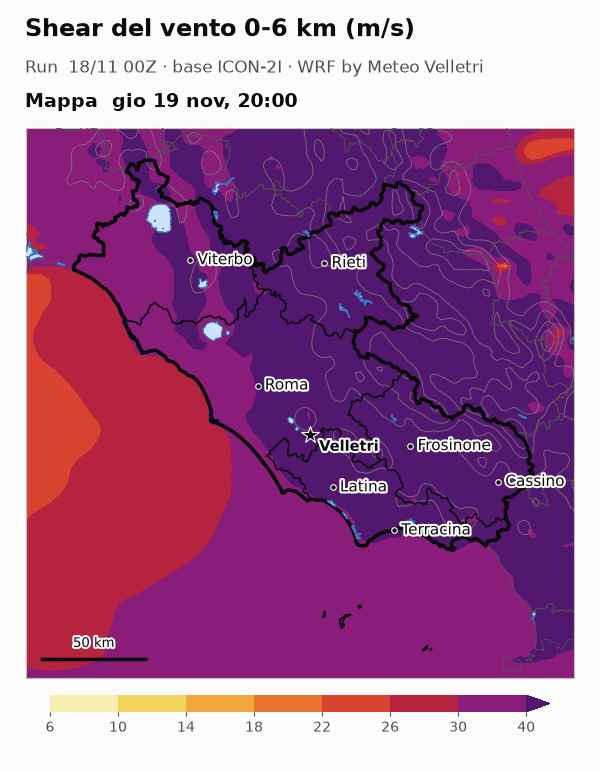 Shear del vento 0-6 km (m/s)
Run  18/11 00Z · base ICON-2I · WRF by Meteo Velletri
Mappa  gio 19 nov, 20:00
Viterbo
Rieti
Roma
Velletri
Frosinone
Latina
Cassino
Terracina
50 km
6 10 14 18 22 26 30 40